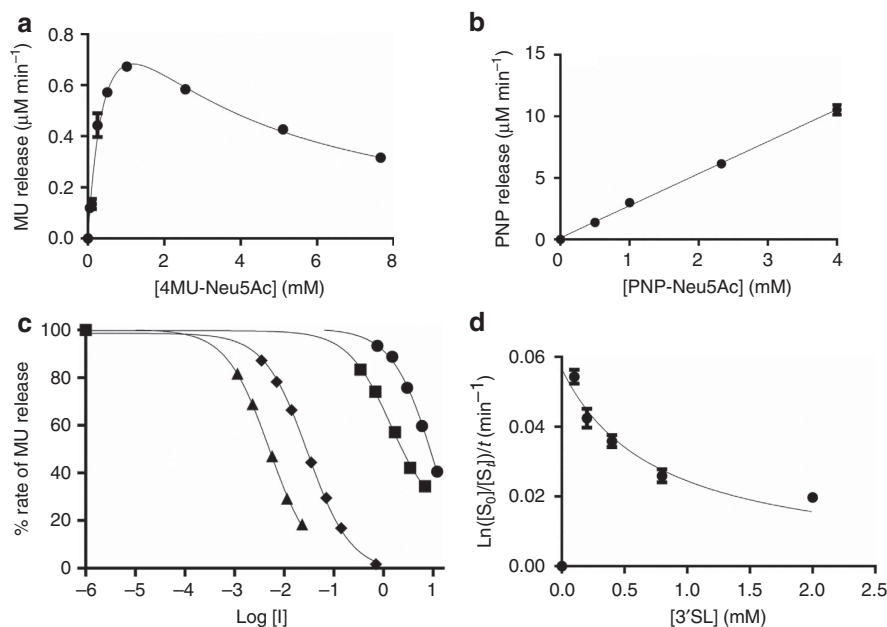 a
MU release (μM min⁻¹)
0.8
0.6
0.4
0.2
0.0
0 2 4 6 8
[4MU-Neu5Ac] (mM)
b
PNP release (μM min⁻¹)
15
10
5
0
0 1 2 3 4
[PNP-Neu5Ac] (mM)
c
% rate of MU release
100
80
60
40
20
0
–6 –5 –4 –3 –2 –1 0 1
Log [I]
d
Ln([S₀]/[Sₜ])/t (min⁻¹)
0.06
0.04
0.02
0.00
0.0 0.5 1.0 1.5 2.0 2.5
[3′SL] (mM)